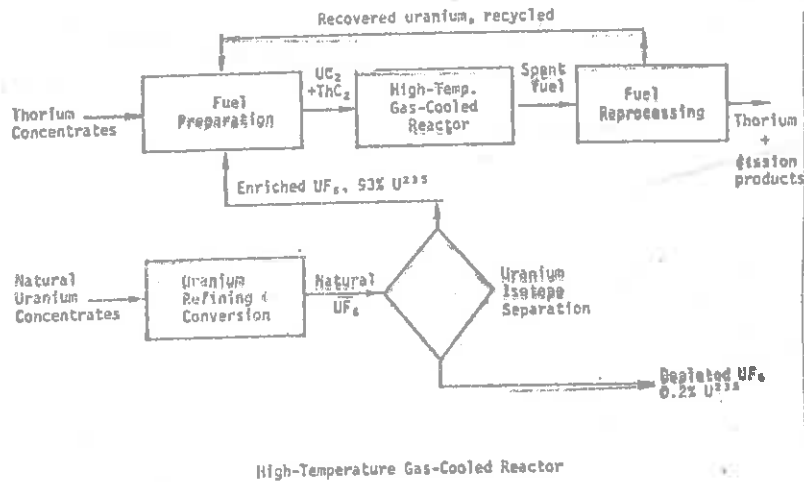 Recovered uranium, recycled
Thorium
Concentrates
Fuel
Preparation
UC₂
+ThC₂
High-Temp.
Gas-Cooled
Reactor
Spent
fuel
Fuel
Reprocessing
Thorium
+
fission
products
Enriched UF₆, 93% U²³⁵
Natural
Uranium
Concentrates
Uranium
Refining &
Conversion
Natural
UF₆
Uranium
Isotope
Separation
Depleted UF₆
0.2% U²³⁵
High-Temperature Gas-Cooled Reactor